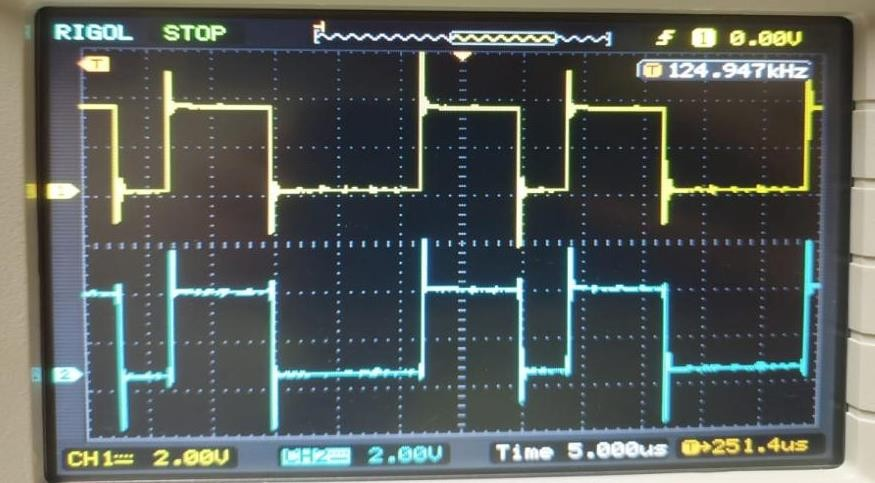 RIGOL STOP 1 0.00V
T
T 124.947kHz
1
2
CH1 2.00V CH2 2.00V Time 5.000us T→251.4us